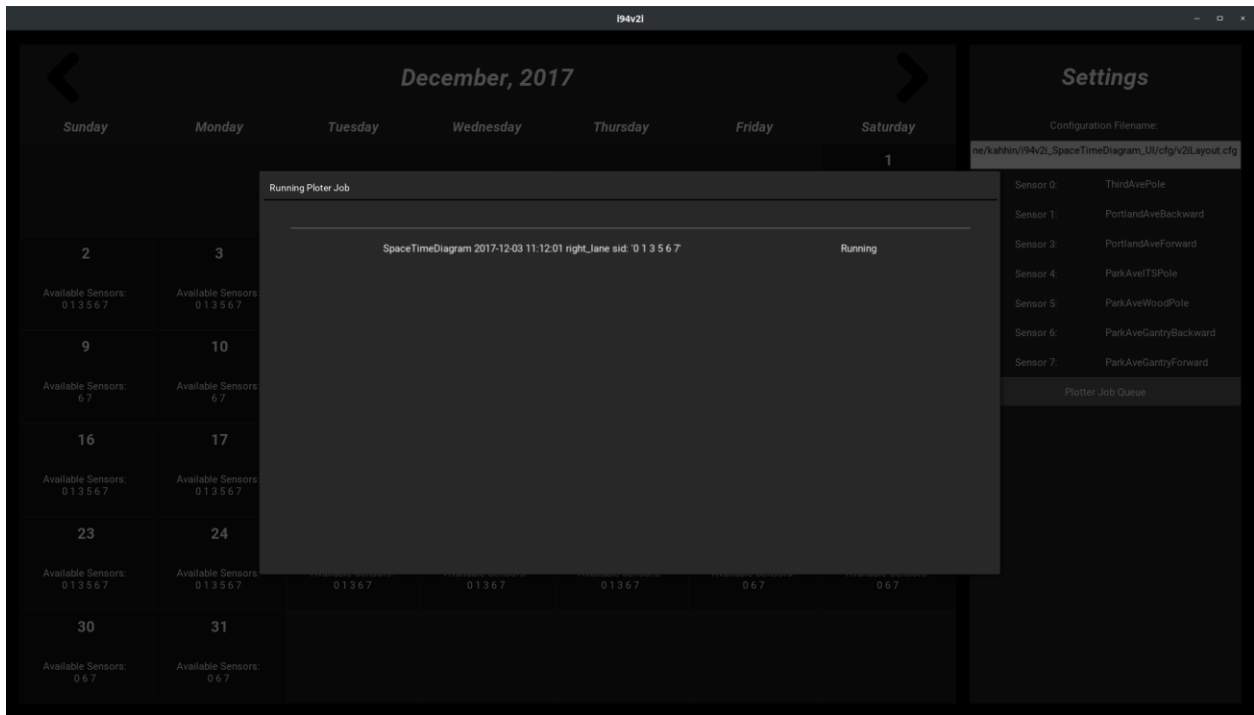 i94v2i
December, 2017
Settings
Sunday Monday Tuesday Wednesday Thursday Friday Saturday
Configuration Filename:
ne/kahhin/i94v2i_SpaceTimeDiagram_UI/cfg/v2iLayout.cfg
1
Running Ploter Job
Sensor 0: ThirdAvePole
Sensor 1: PortlandAveBackward
SpaceTimeDiagram 2017-12-03 11:12:01 right_lane sid: '0 1 3 5 6 7' Running
Sensor 3: PortlandAveForward
Sensor 4: ParkAveITSPole
Sensor 5: ParkAveWoodPole
Sensor 6: ParkAveGantryBackward
Sensor 7: ParkAveGantryForward
Plotter Job Queue
2 3
Available Sensors: Available Sensors:
0 1 3 5 6 7 0 1 3 5 6 7
9 10
Available Sensors: Available Sensors:
6 7 6 7
16 17
Available Sensors: Available Sensors:
0 1 3 5 6 7 0 1 3 5 6 7
23 24
Available Sensors: Available Sensors:
0 1 3 5 6 7 0 1 3 5 6 7 0 1 3 6 7 0 1 3 6 7 0 1 3 6 7 0 6 7 0 6 7
30 31
Available Sensors: Available Sensors:
0 6 7 0 6 7